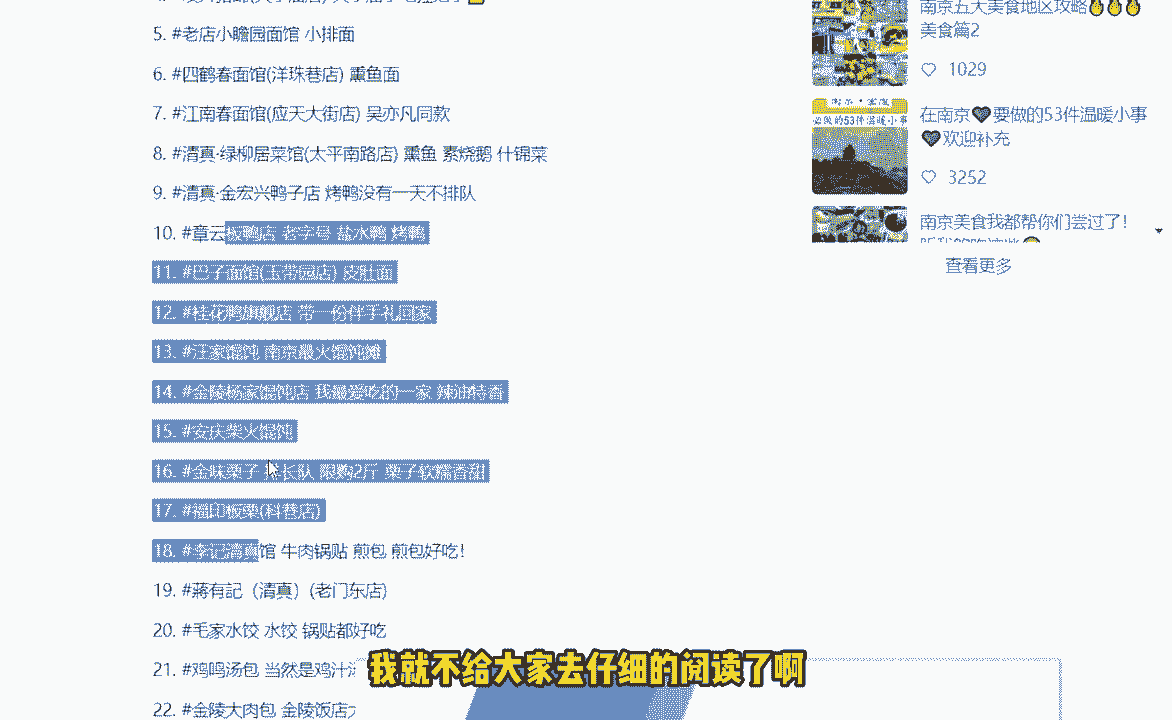 5. #老店小瞻园面馆 小排面
6. #四鹤春面馆(洋珠巷店) 熏鱼面
7. #江南春面馆(应天大街店) 吴亦凡同款
8. #清真·绿柳居菜馆(太平南路店) 熏鱼 素烧鹅 什锦菜
9. #清真·金宏兴鸭子店 烤鸭没有一天不排队
10. #章云板鸭店 老字号 盐水鸭 烤鸭
11. #巴子面馆(玉带园店) 皮肚面
12. #桂花鸭旗舰店 带一份伴手礼回家
13. #汪家馄饨 南京最火馄饨摊
14. #金陵杨家馄饨店 我最爱吃的一家 辣油特香
15. #安庆柴火馄饨
16. #金味栗子 排长队 限购2斤 栗子软糯香甜
17. #福印板栗(科巷店)
18. #李记清真馆 牛肉锅贴 煎包 煎包好吃!
19. #蔣有記（清真）(老门东店)
20. #毛家水饺 水饺 锅贴都好吃
21. #鸡鸣汤包 当然是鸡汁
22. #金陵大肉包 金陵饭店
南京五大美食地区攻略
美食篇2
1029
必做的53件温暖小事
在南京要做的53件温暖小事
欢迎补充
3252
南京美食我都帮你们尝过了!
查看更多
我就不给大家去仔细的阅读了啊